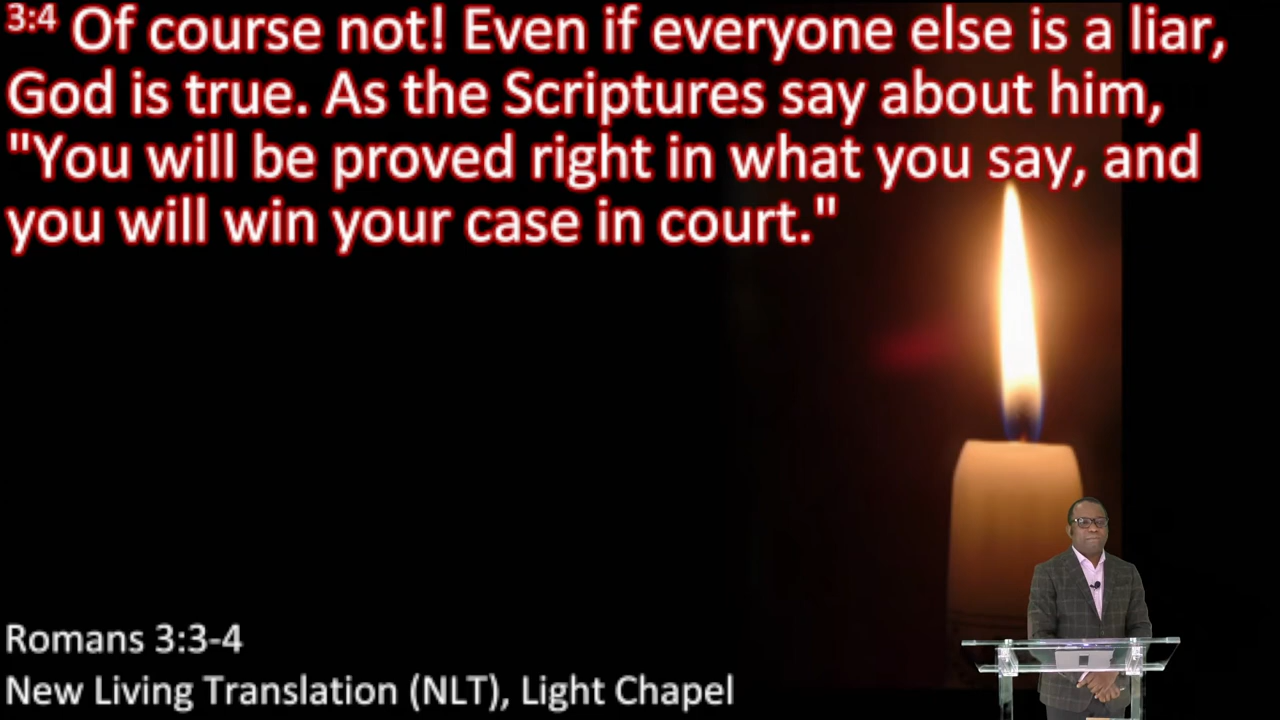 3:4 Of course not! Even if everyone else is a liar,
God is true. As the Scriptures say about him,
"You will be proved right in what you say, and
you will win your case in court."
Romans 3:3-4
New Living Translation (NLT), Light Chapel